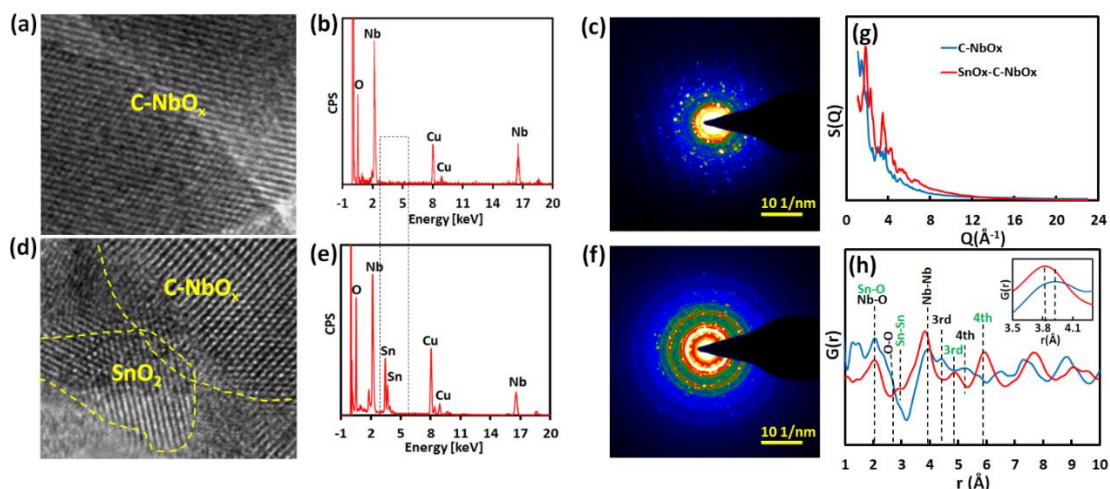 (a)
C-NbOₓ
(b)
CPS
Nb
O
Cu
Cu
Nb
-1 2 5 8 11 14 17 20
Energy [keV]
(c)
10 1/nm
(g)
C-NbOx
SnOx-C-NbOx
S(Q)
0 4 8 12 16 20 24
Q(Å⁻¹)
(d)
C-NbOₓ
SnO₂
(e)
CPS
Nb
O
Sn
Sn
Cu
Cu
Nb
-1 2 5 8 11 14 17 20
Energy [keV]
(f)
10 1/nm
(h)
G(r)
Sn-O
Nb-O
O-O
Sn-Sn
Nb-Nb
3rd
3rd
4th
4th
G(r)
3.5 3.8 4.1
r(Å)
1 2 3 4 5 6 7 8 9 10
r (Å)